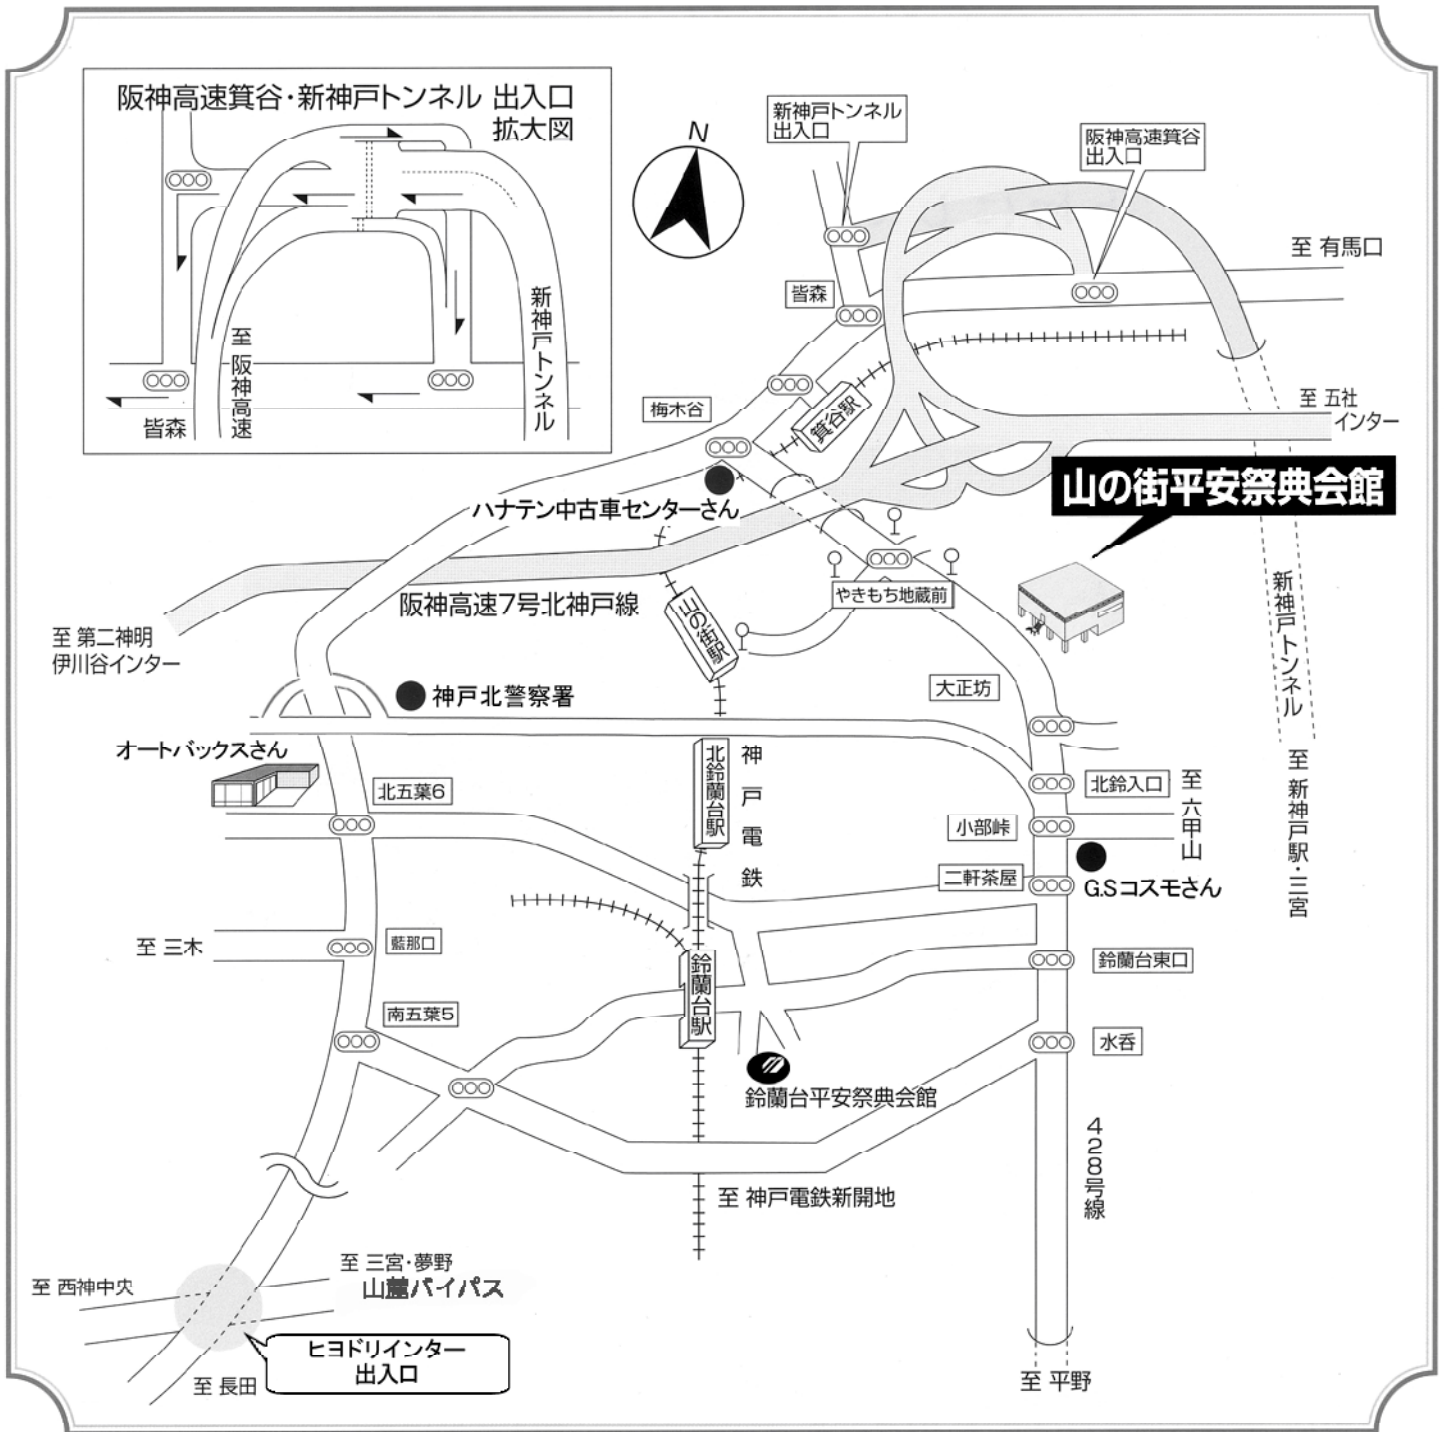 阪神高速箕谷・新神戸トンネル 出入口
拡大図
至 阪神高速
新神戸トンネル
皆森
N
新神戸トンネル
出入口
阪神高速箕谷
出入口
至 有馬口
皆森
梅木谷
箕谷駅
至 五社
インター
山の街平安祭典会館
ハナテン中古車センターさん
阪神高速7号北神戸線
やきもち地蔵前
至 第二神明
伊川谷インター
山の街駅
新神戸トンネル
神戸北警察署
大正坊
オートバックスさん
北五葉6
北鈴蘭台駅
神戸電鉄
北鈴入口
至 六甲山
至 新神戸駅・三宮
小部峠
二軒茶屋
G.Sコスモさん
至 三木
藍那口
鈴蘭台駅
鈴蘭台東口
南五葉5
水呑
鈴蘭台平安祭典会館
428号線
至 神戸電鉄新開地
至 三宮・夢野
山麓バイパス
至 西神中央
ヒヨドリインター
出入口
至 長田
至 平野